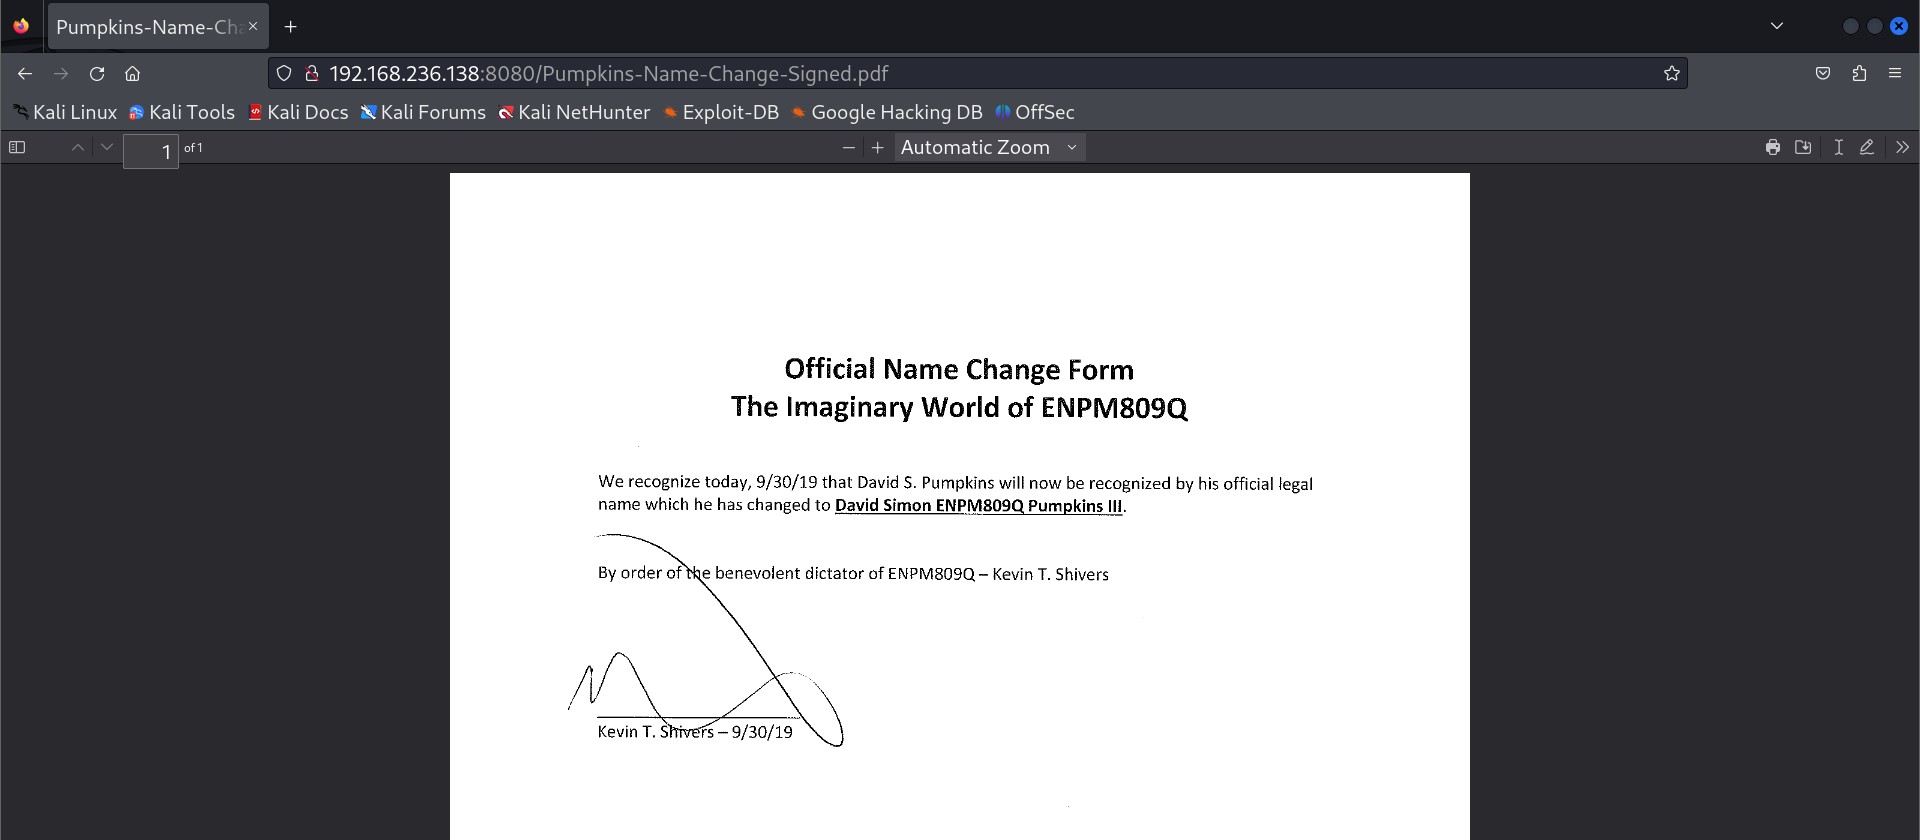 Pumpkins-Name-Cha
192.168.236.138:8080/Pumpkins-Name-Change-Signed.pdf
Kali Linux Kali Tools Kali Docs Kali Forums Kali NetHunter Exploit-DB Google Hacking DB OffSec
1 of 1 Automatic Zoom
Official Name Change Form
The Imaginary World of ENPM809Q
We recognize today, 9/30/19 that David S. Pumpkins will now be recognized by his official legal
name which he has changed to David Simon ENPM809Q Pumpkins III.
By order of the benevolent dictator of ENPM809Q – Kevin T. Shivers
Kevin T. Shivers – 9/30/19